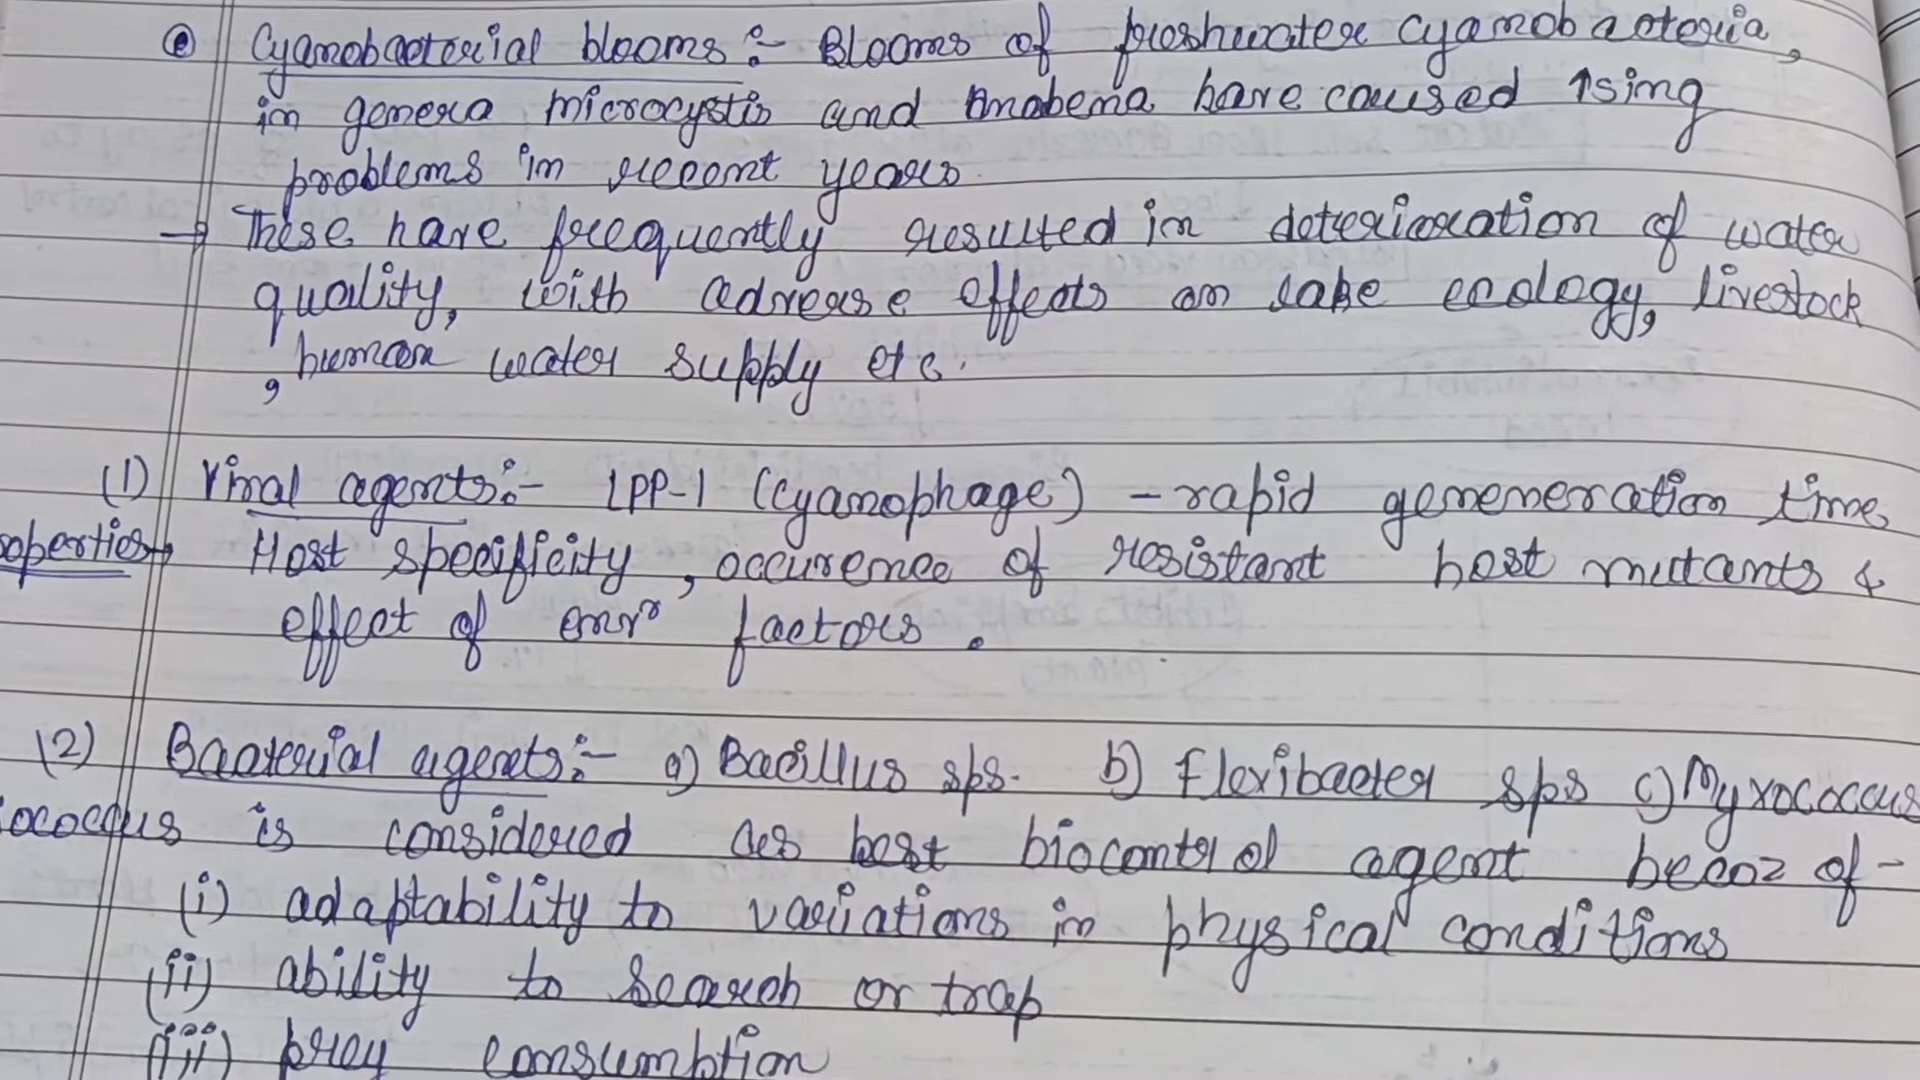 Cyanobacterial blooms :- Blooms of freshwater cyanobacteria,
in genera microcystis and Anabena have caused ↑sing
problems in recent years.
→ These have frequently resulted in deterioration of water
quality, with adverse effects on lake ecology, livestock
, human water supply etc.
(1) Viral agents:- LPP-1 (cyanophage) - rapid genemeration time,
operties→ Host specificity, occurence of resistant host mutants &
effect of envr factors.
(2) Bacterial agents:- a) Bacillus sps. b) Flexibacter sps c) Myxococcus
ococcus is considered as best biocontrol agent becoz of -
(i) adaptability to variations in physical conditions
(ii) ability to search or trap
(iii) prey consumption